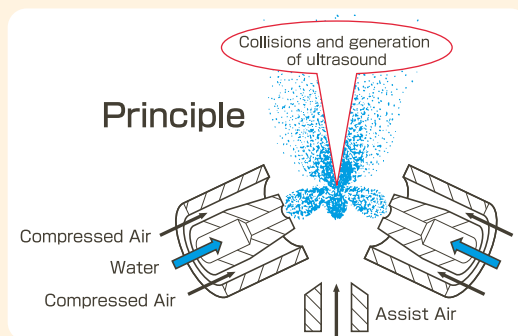 Collisions and generation
of ultrasound
Principle
Compressed Air
Water
Compressed Air
Assist Air